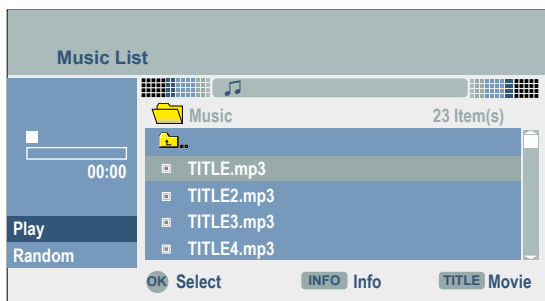 Music List
Music 23 Item(s)
..
00:00
TITLE.mp3
TITLE2.mp3
TITLE3.mp3
TITLE4.mp3
Play
Random
OK Select INFO Info TITLE Movie